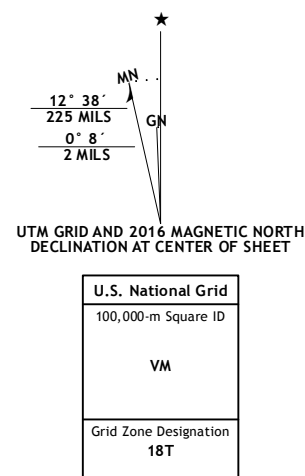 ★
MN
GN
12° 38´
225 MILS
0° 8´
2 MILS
UTM GRID AND 2016 MAGNETIC NORTH
DECLINATION AT CENTER OF SHEET
U.S. National Grid
100,000-m Square ID
VM
Grid Zone Designation
18T